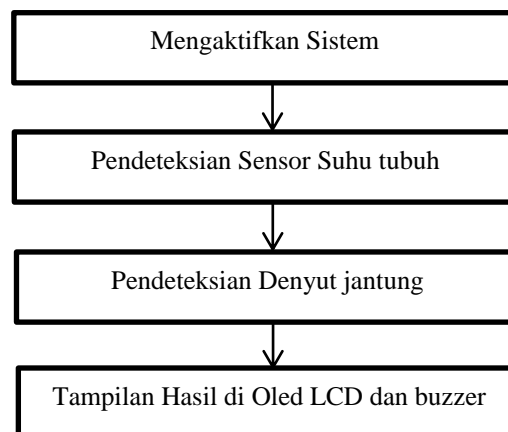 Mengaktifkan Sistem
Pendeteksian Sensor Suhu tubuh
Pendeteksian Denyut jantung
Tampilan Hasil di Oled LCD dan buzzer